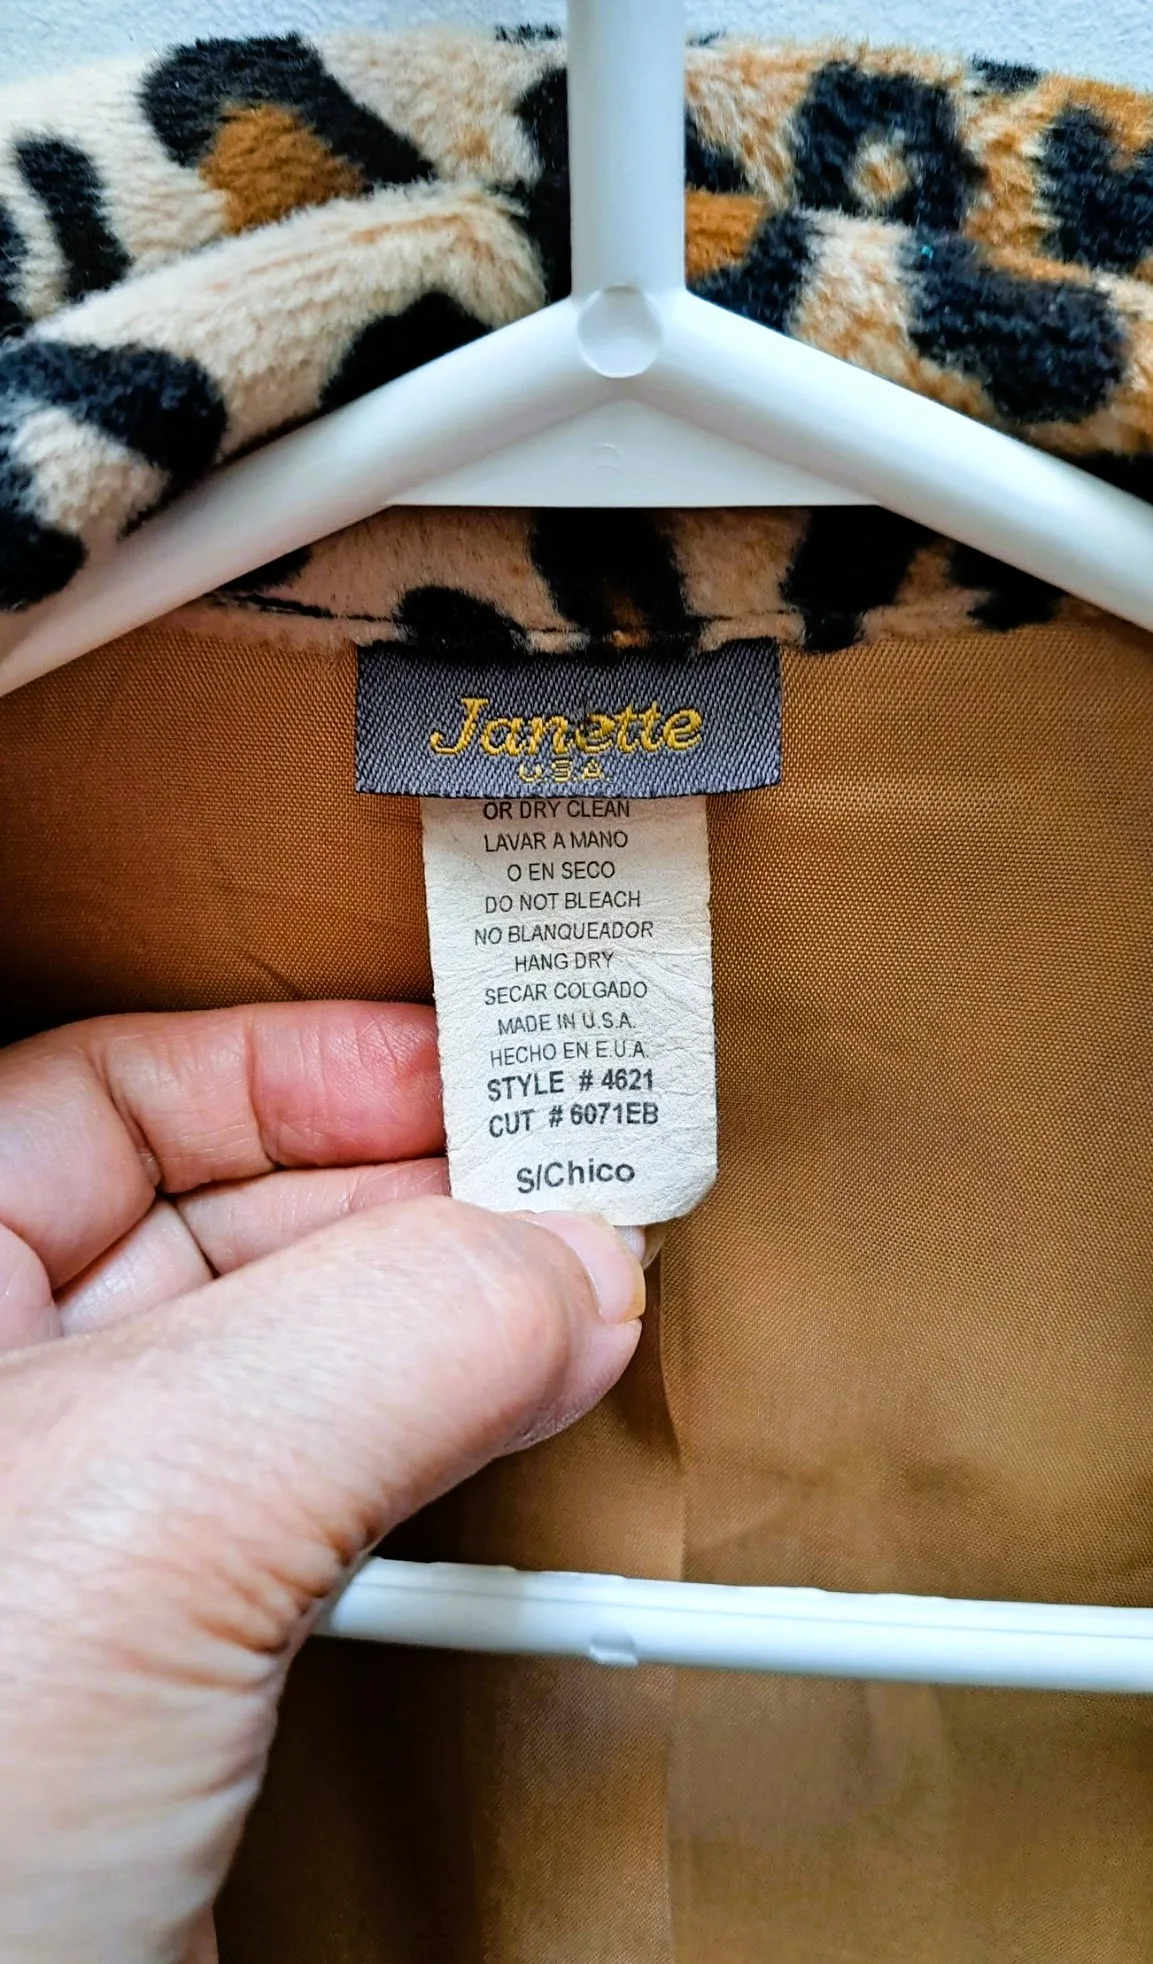 Janette
U.S.A.
OR DRY CLEAN
LAVAR A MANO
O EN SECO
DO NOT BLEACH
NO BLANQUEADOR
HANG DRY
SECAR COLGADO
MADE IN U.S.A.
HECHO EN E.U.A.
STYLE # 4621
CUT # 6071EB
S/Chico